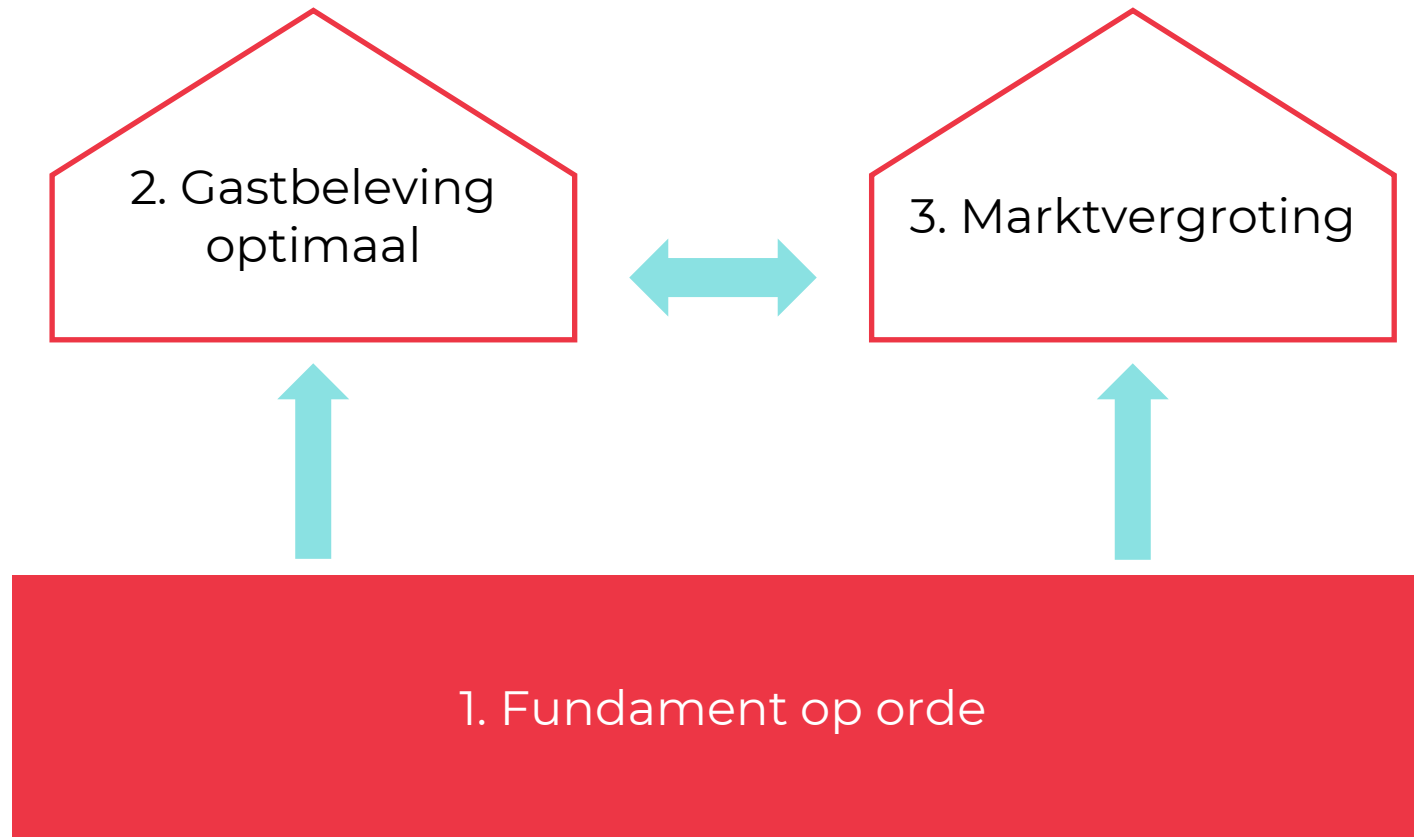 2. Gastbeleving
optimaal
3. Marktvergroting
1. Fundament op orde